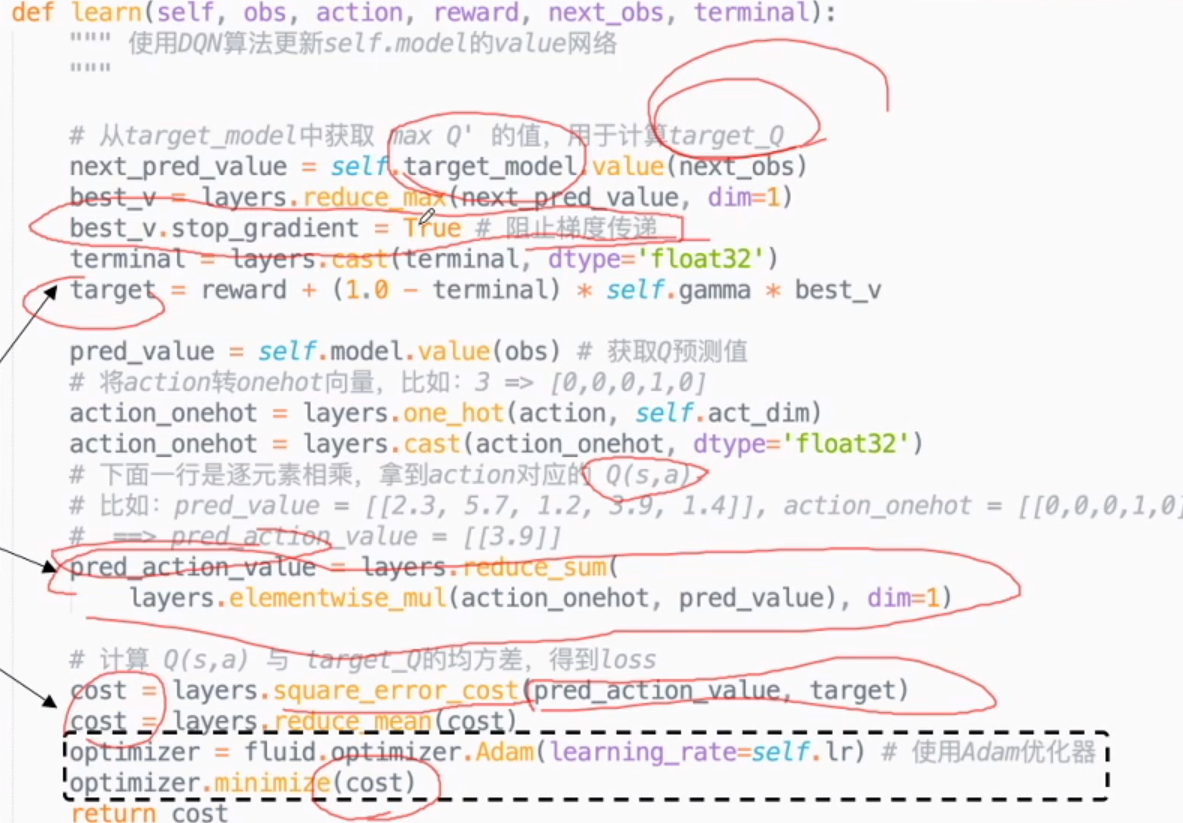 def learn(self, obs, action, reward, next_obs, terminal):
""" 使用DQN算法更新self.model的value网络
"""
# 从target_model中获取 max Q' 的值，用于计算target_Q
next_pred_value = self.target_model.value(next_obs)
best_v = layers.reduce_max(next_pred_value, dim=1)
best_v.stop_gradient = True # 阻止梯度传递
terminal = layers.cast(terminal, dtype='float32')
target = reward + (1.0 - terminal) * self.gamma * best_v
pred_value = self.model.value(obs) # 获取Q预测值
# 将action转onehot向量，比如：3 => [0,0,0,1,0]
action_onehot = layers.one_hot(action, self.act_dim)
action_onehot = layers.cast(action_onehot, dtype='float32')
# 下面一行是逐元素相乘，拿到action对应的 Q(s,a)
# 比如：pred_value = [[2.3, 5.7, 1.2, 3.9, 1.4]], action_onehot = [[0,0,0,1,0]
# ==> pred_action_value = [[3.9]]
pred_action_value = layers.reduce_sum(
layers.elementwise_mul(action_onehot, pred_value), dim=1)
# 计算 Q(s,a) 与 target_Q的均方差，得到loss
cost = layers.square_error_cost(pred_action_value, target)
cost = layers.reduce_mean(cost)
optimizer = fluid.optimizer.Adam(learning_rate=self.lr) # 使用Adam优化器
optimizer.minimize(cost)
return cost